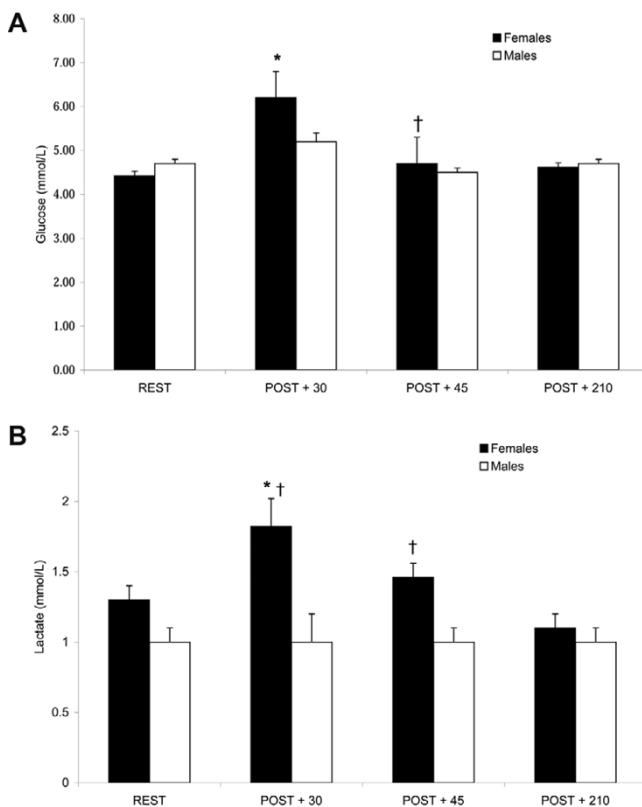 A
8.00
7.00
6.00
5.00
4.00
3.00
2.00
1.00
0.00
Glucose (mmol/L)
Females
Males
*
†
REST POST + 30 POST + 45 POST + 210
B
2.5
2
1.5
1
0.5
0
Lactate (mmol/L)
Females
Males
* †
†
REST POST + 30 POST + 45 POST + 210